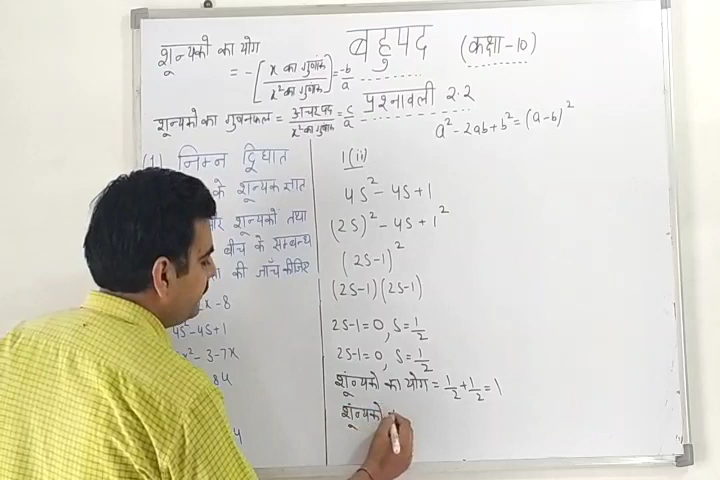 बहुपद (कक्षा-10)
शून्यको का योग
= -[x का गुणांक / x² का गुणांक] = -b/a
प्रश्नावली 2.2
शून्यको का गुणनफल = अचर पद / x² का गुणांक = c/a
a² - 2ab + b² = (a-b)²
(1) निम्न द्विघात
के शून्यक ज्ञात
और शून्यकों तथा
बीच के सम्बन्ध
की जाँच कीजिए
x - 8
4S² - 4S + 1
x² - 3 - 7x
1(ii)
4S² - 4S + 1
(2S)² - 4S + 1²
(2S-1)²
(2S-1)(2S-1)
2S-1=0, S=1/2
2S-1=0, S=1/2
शून्यको का योग = 1/2 + 1/2 = 1
शून्यको